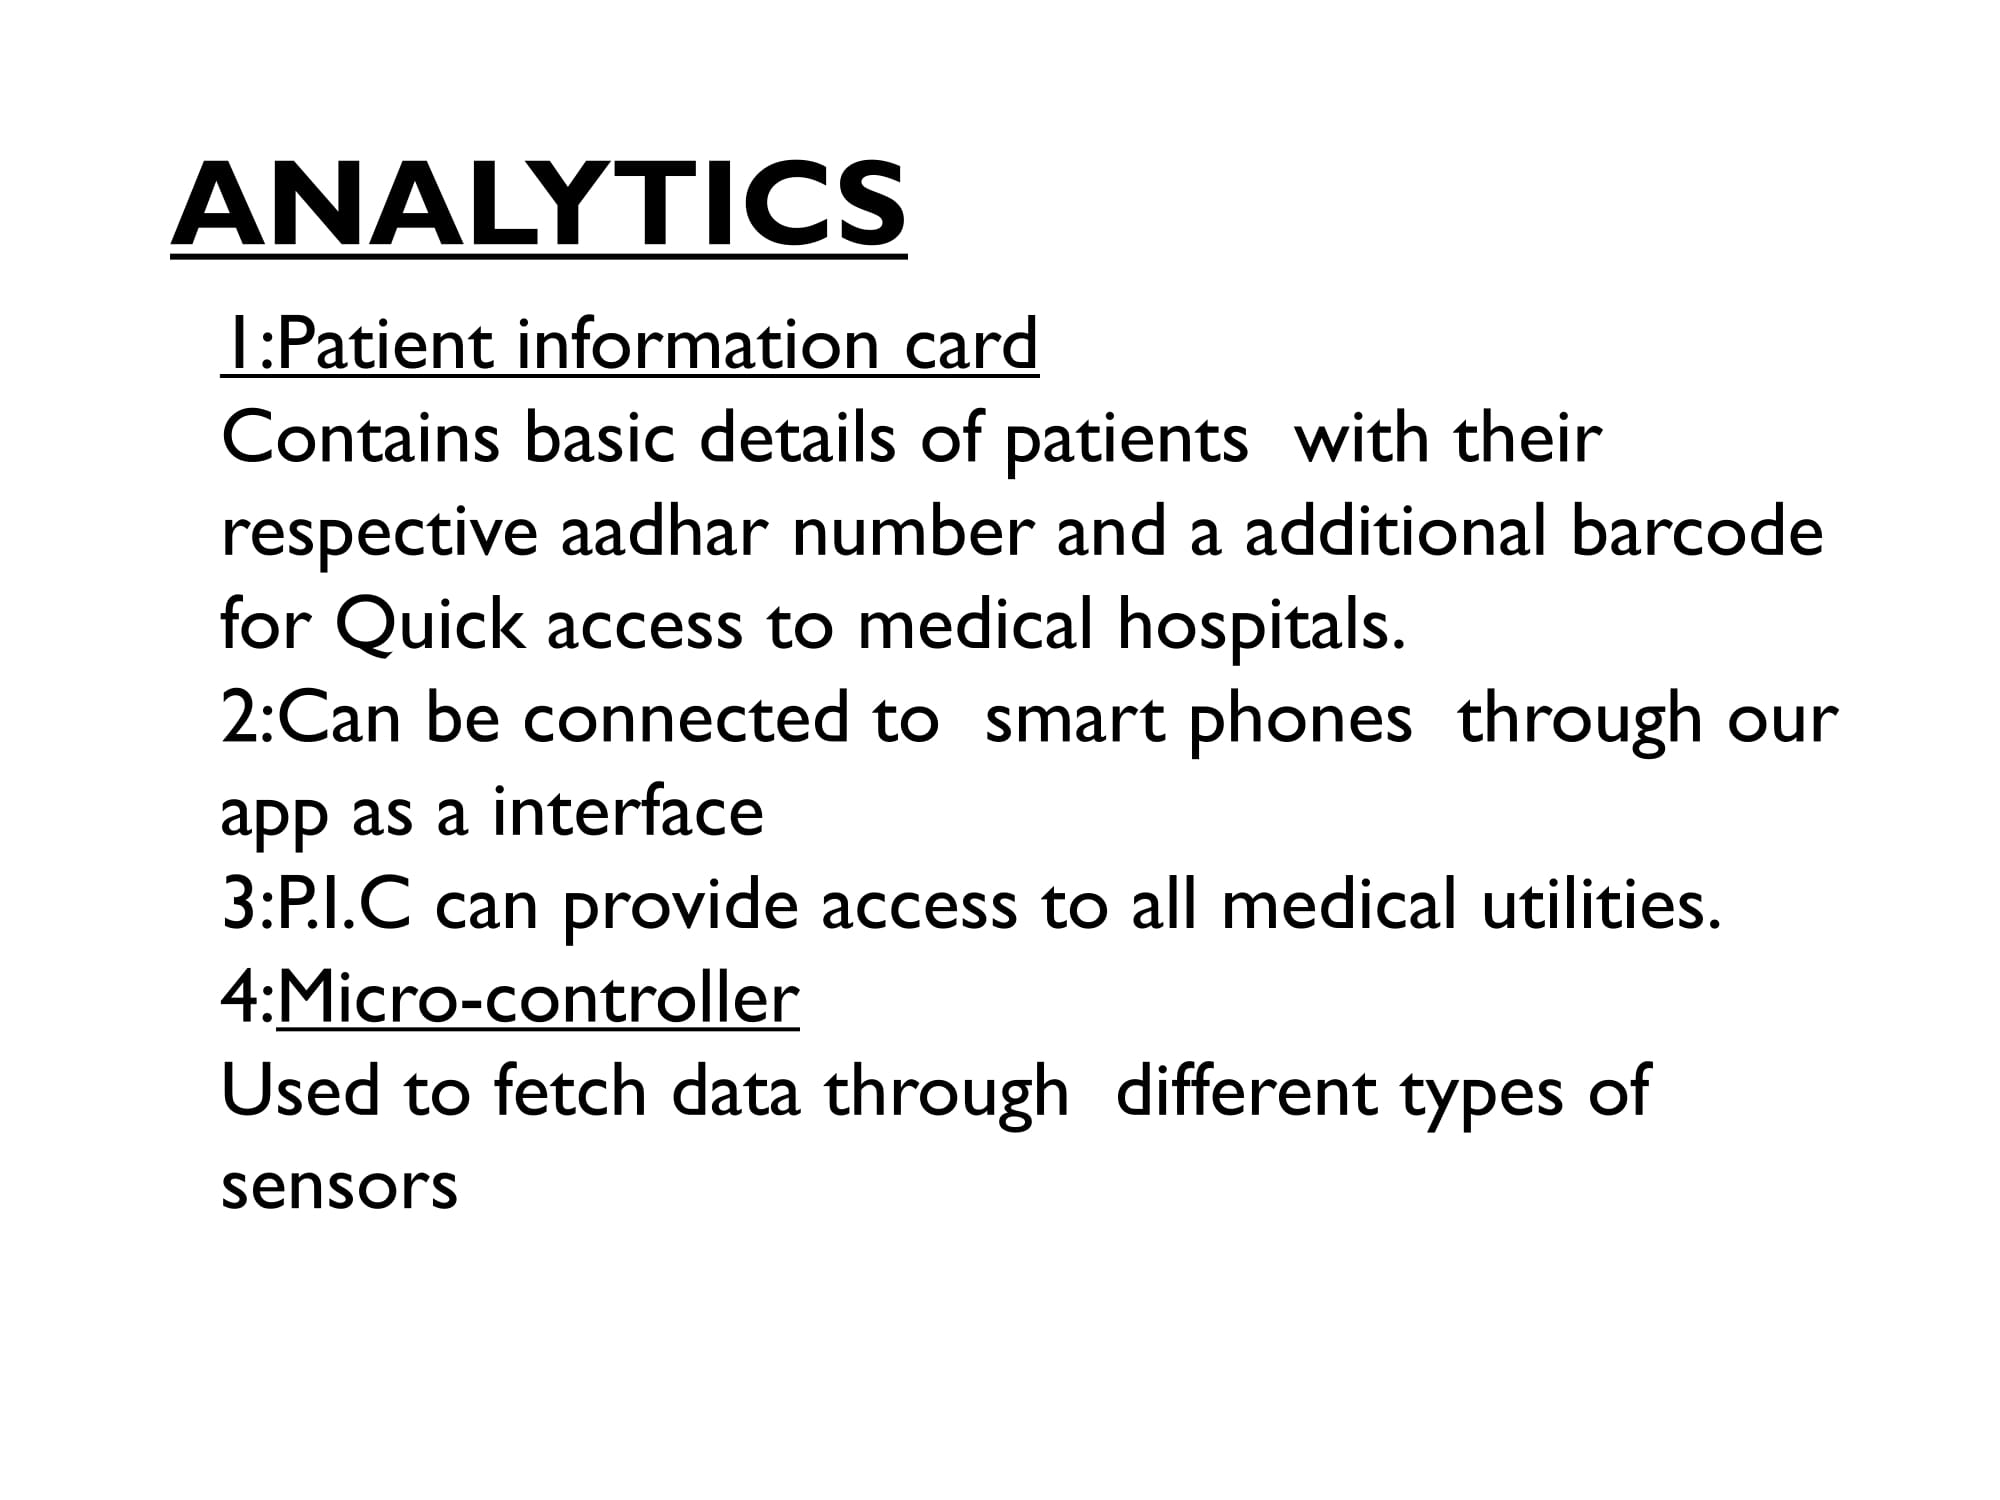 ANALYTICS
1:Patient information card
Contains basic details of patients  with their
respective aadhar number and a additional barcode
for Quick access to medical hospitals.
2:Can be connected to  smart phones  through our
app as a interface
3:P.I.C can provide access to all medical utilities.
4:Micro-controller
Used to fetch data through  different types of
sensors